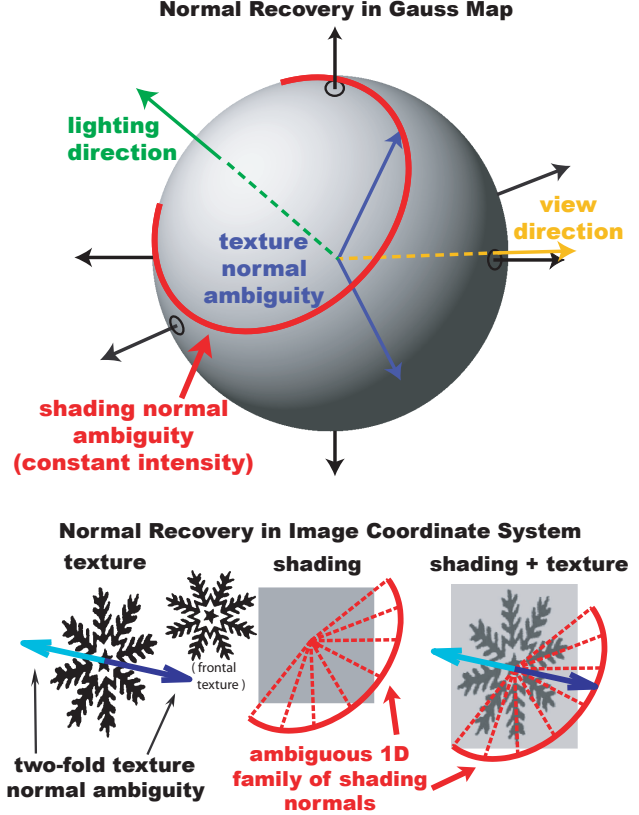 Normal Recovery in Gauss Map
lighting
direction
view
direction
texture
normal
ambiguity
shading normal
ambiguity
(constant intensity)
Normal Recovery in Image Coordinate System
texture
shading
shading + texture
( frontal
texture )
two-fold texture
normal ambiguity
ambiguous 1D
family of shading
normals